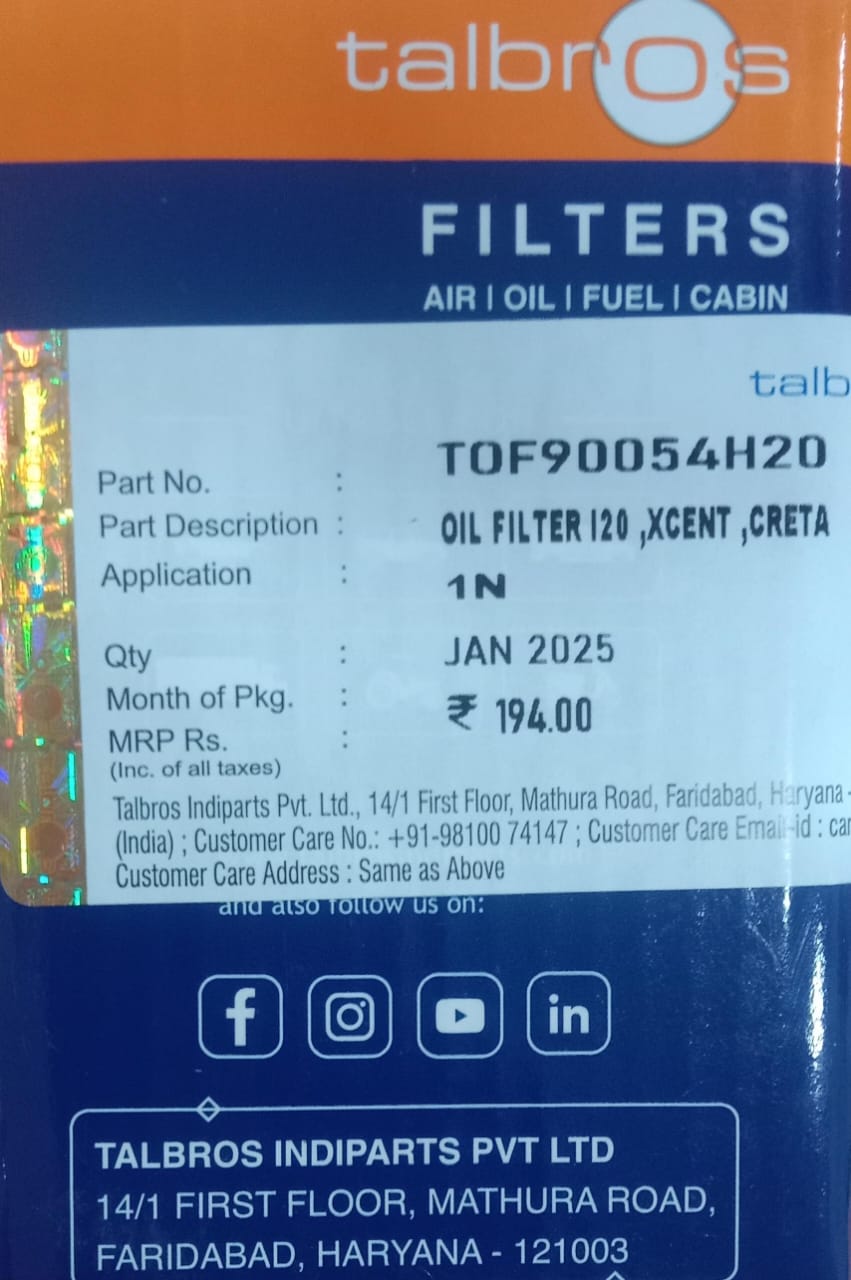 talbros
FILTERS
AIR | OIL | FUEL | CABIN
talb
Part No. : TOF90054H20
Part Description : OIL FILTER I20 ,XCENT ,CRETA
Application : 1N
Qty : JAN 2025
Month of Pkg. : ₹ 194.00
MRP Rs. :
(Inc. of all taxes)
Talbros Indiparts Pvt. Ltd., 14/1 First Floor, Mathura Road, Faridabad, Haryana -
(India) ; Customer Care No.: +91-98100 74147 ; Customer Care Email-id : car
Customer Care Address : Same as Above
and also follow us on:
f in
TALBROS INDIPARTS PVT LTD
14/1 FIRST FLOOR, MATHURA ROAD,
FARIDABAD, HARYANA - 121003